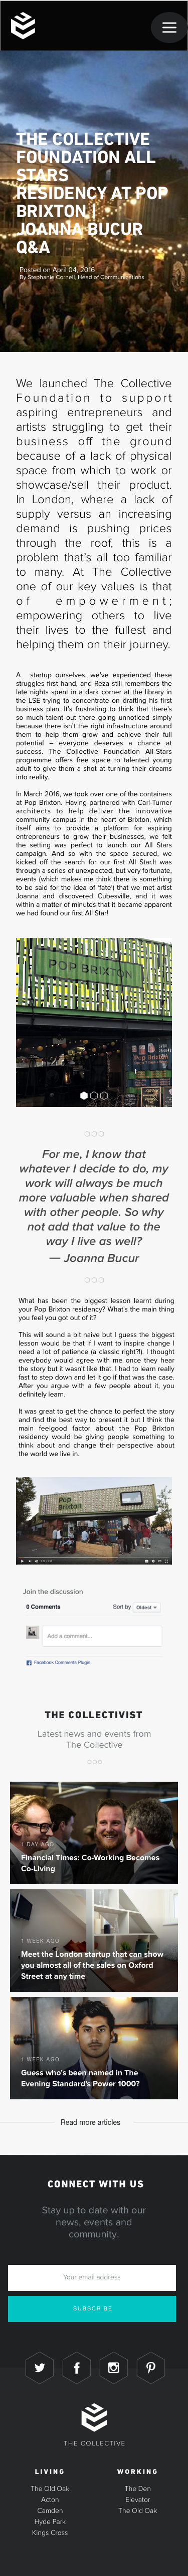 THE COLLECTIVE
FOUNDATION ALL
STARS
RESIDENCY AT POP
BRIXTON |
JOANNA BUCUR
Q&A
Posted on April 04, 2016
By Stephanie Cornell, Head of Communications
We launched The Collective
Foundation to support
aspiring entrepreneurs and
artists struggling to get their
business off the ground
because of a lack of physical
space from which to work or
showcase/sell their product.
In London, where a lack of
supply versus an increasing
demand is pushing prices
through the roof, this is a
problem that's all too familiar
to many. At The Collective
one of our key values is that
of empowerment;
empowering others to live
their lives to the fullest and
helping them on their journey.
A startup ourselves, we've experienced these
struggles first hand, and Reza still remembers the
late nights spent in a dark corner at the library in
the LSE trying to concentrate on drafting his first
business plan. It's frustrating to think that there's
so much talent out there going unnoticed simply
because there isn't the right infrastructure around
them to help them grow and achieve their full
potential – everyone deserves a chance at
success. The Collective Foundation All-Stars
programme offers free space to talented young
adult to give them a shot at turning their dreams
into reality.
In March 2016, we took over one of the containers
at Pop Brixton. Having partnered with Carl-Turner
architects to help deliver the innovative
community campus in the heart of Brixton, which
itself aims to provide a platform for aspiring
entrepreneurs to grow their businesses, we felt
the setting was perfect to launch our All Stars
campaign. And so with the space secured, we
kicked off the search for our first All Star.It was
through a series of unexpected, but very fortunate,
events (which makes me think there is something
to be said for the idea of 'fate') that we met artist
Joanna and discovered Cubesville, and it was
within a matter of minutes that it became apparent
we had found our first All Star!
POP BRIXTON
For me, I know that
whatever I decide to do, my
work will always be much
more valuable when shared
with other people. So why
not add that value to the
way I live as well?
— Joanna Bucur
What has been the biggest lesson learnt during
your Pop Brixton residency? What's the main thing
you feel you got out of it?
This will sound a bit naive but I guess the biggest
lesson would be that if I want to inspire change I
need a lot of patience (a classic right?!). I thought
everybody would agree with me once they hear
the story but it wasn't like that. I had to learn really
fast to step down and let it go if that was the case.
After you argue with a few people about it, you
definitely learn.
It was great to get the chance to perfect the story
and find the best way to present it but I think the
main feelgood factor about the Pop Brixton
residency would be giving people something to
think about and change their perspective about
the world we live in.
Pop
Brixton
Join the discussion
0 Comments
Sort by Oldest
Add a comment...
Facebook Comments Plugin
THE COLLECTIVIST
Latest news and events from
The Collective
1 DAY AGO
Financial Times: Co-Working Becomes
Co-Living
1 WEEK AGO
Meet the London startup that can show
you almost all of the sales on Oxford
Street at any time
1 WEEK AGO
Guess who's been named in The
Evening Standard's Power 1000?
Read more articles
CONNECT WITH US
Stay up to date with our
news, events and
community.
Your email address
SUBSCRIBE
THE COLLECTIVE
LIVING
The Old Oak
Acton
Camden
Hyde Park
Kings Cross
WORKING
The Den
Elevator
The Old Oak